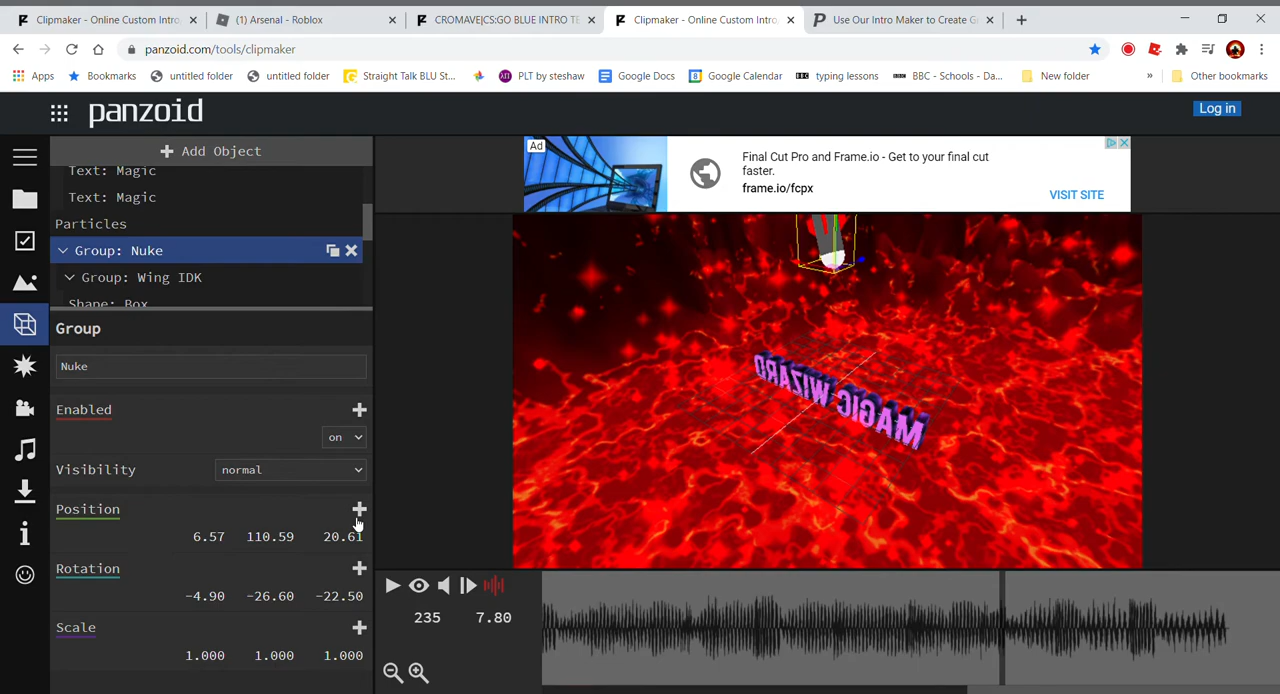 Clipmaker - Online Custom Intro
(1) Arsenal - Roblox
CROMAVE|CS:GO BLUE INTRO TE
Clipmaker - Online Custom Intro
Use Our Intro Maker to Create G
panzoid.com/tools/clipmaker
Apps
Bookmarks
untitled folder
untitled folder
Straight Talk BLU St...
PLT by steshaw
Google Docs
Google Calendar
BBC
typing lessons
BBC
BBC - Schools - Da...
New folder
»
Other bookmarks
panzoid
Log in
+ Add Object
Text: Magic
Text: Magic
Particles
Group: Nuke
Group: Wing IDK
Shape: Box
Group
Nuke
Enabled
on
Visibility
normal
Position
6.57 110.59 20.61
Rotation
-4.90 -26.60 -22.50
Scale
1.000 1.000 1.000
Ad
Final Cut Pro and Frame.io - Get to your final cut
faster.
frame.io/fcpx
VISIT SITE
MAGIC WIZARD
235
7.80